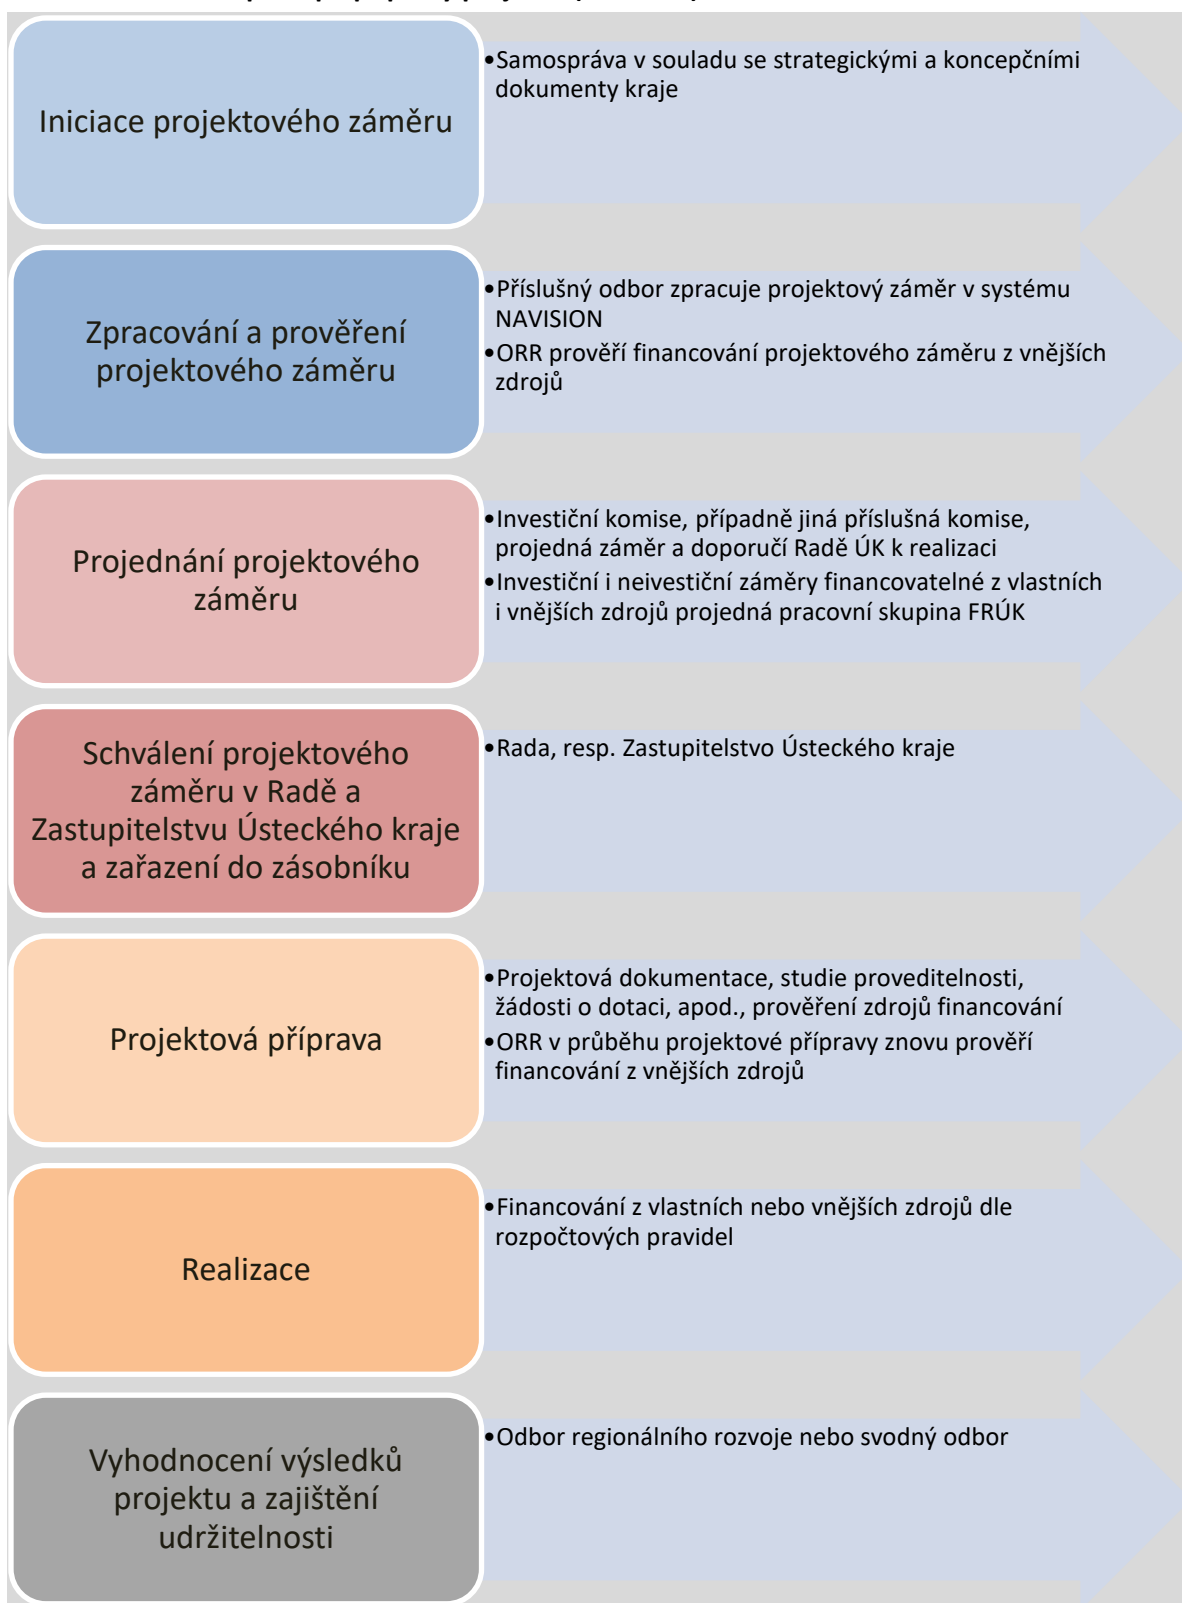 Iniciace projektového záměru
•Samospráva v souladu se strategickými a koncepčními
dokumenty kraje
Zpracování a prověření
projektového záměru
•Příslušný odbor zpracuje projektový záměr v systému
NAVISION
•ORR prověří financování projektového záměru z vnějších
zdrojů
Projednání projektového
záměru
•Investiční komise, případně jiná příslušná komise,
projedná záměr a doporučí Radě ÚK k realizaci
•Investiční i neivestiční záměry financovatelné z vlastních
i vnějších zdrojů projedná pracovní skupina FRÚK
Schválení projektového
záměru v Radě a
Zastupitelstvu Ústeckého kraje
a zařazení do zásobníku
•Rada, resp. Zastupitelstvo Ústeckého kraje
Projektová příprava
•Projektová dokumentace, studie proveditelnosti,
žádosti o dotaci, apod., prověření zdrojů financování
•ORR v průběhu projektové přípravy znovu prověří
financování z vnějších zdrojů
Realizace
•Financování z vlastních nebo vnějších zdrojů dle
rozpočtových pravidel
Vyhodnocení výsledků
projektu a zajištění
udržitelnosti
•Odbor regionálního rozvoje nebo svodný odbor